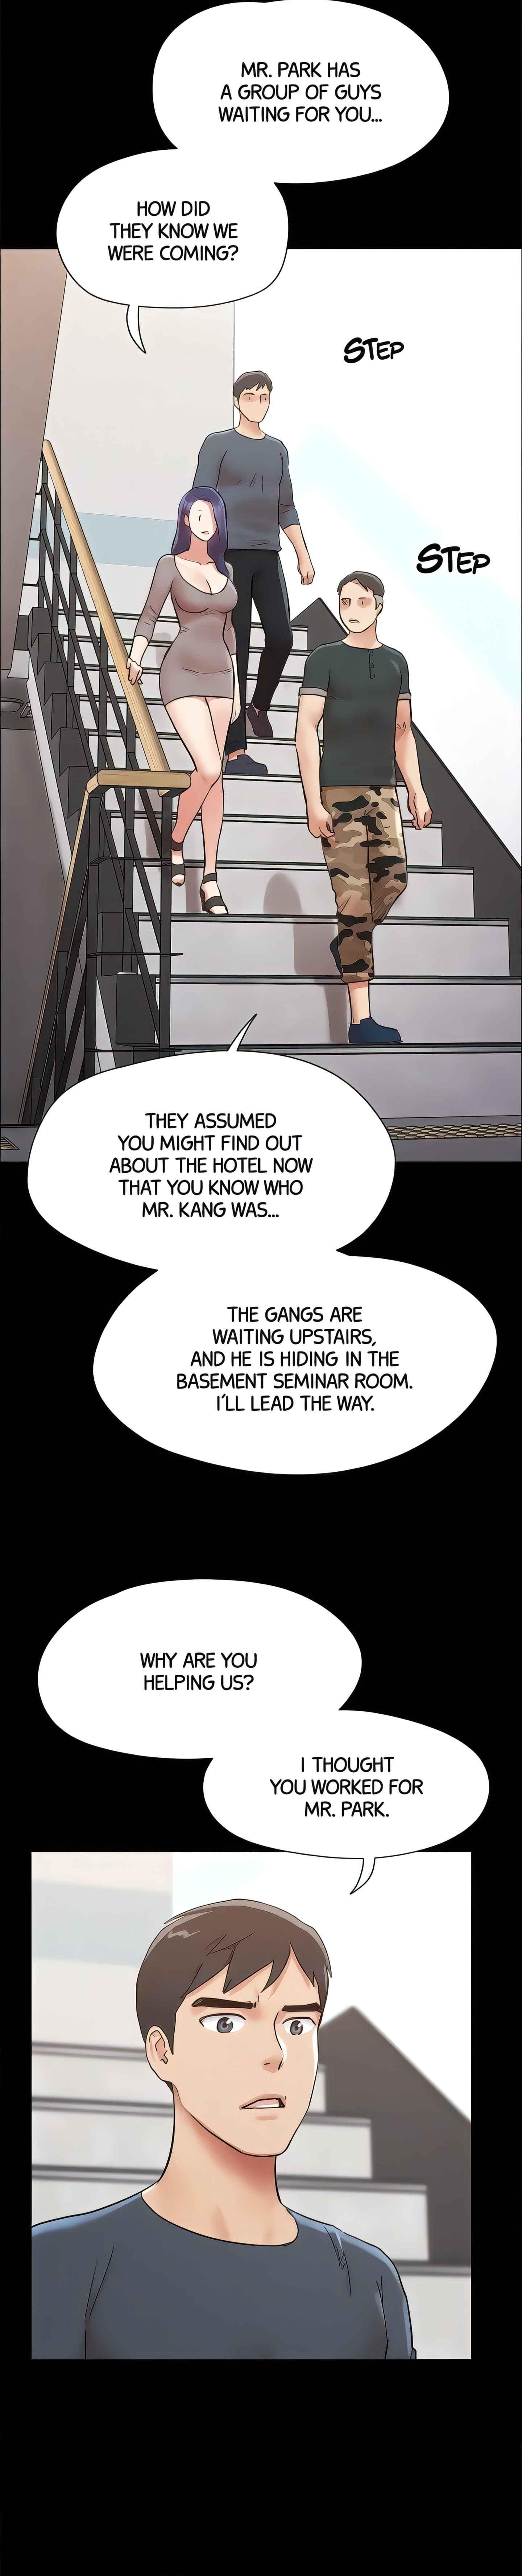 MR. PARK HAS
A GROUP OF GUYS
WAITING FOR YOU...
HOW DID
THEY KNOW WE
WERE COMING?
STEP
STEP
THEY ASSUMED
YOU MIGHT FIND OUT
ABOUT THE HOTEL NOW
THAT YOU KNOW WHO
MR. KANG WAS...
THE GANGS ARE
WAITING UPSTAIRS,
AND HE IS HIDING IN THE
BASEMENT SEMINAR ROOM.
I'LL LEAD THE WAY.
WHY ARE YOU
HELPING US?
I THOUGHT
YOU WORKED FOR
MR. PARK.